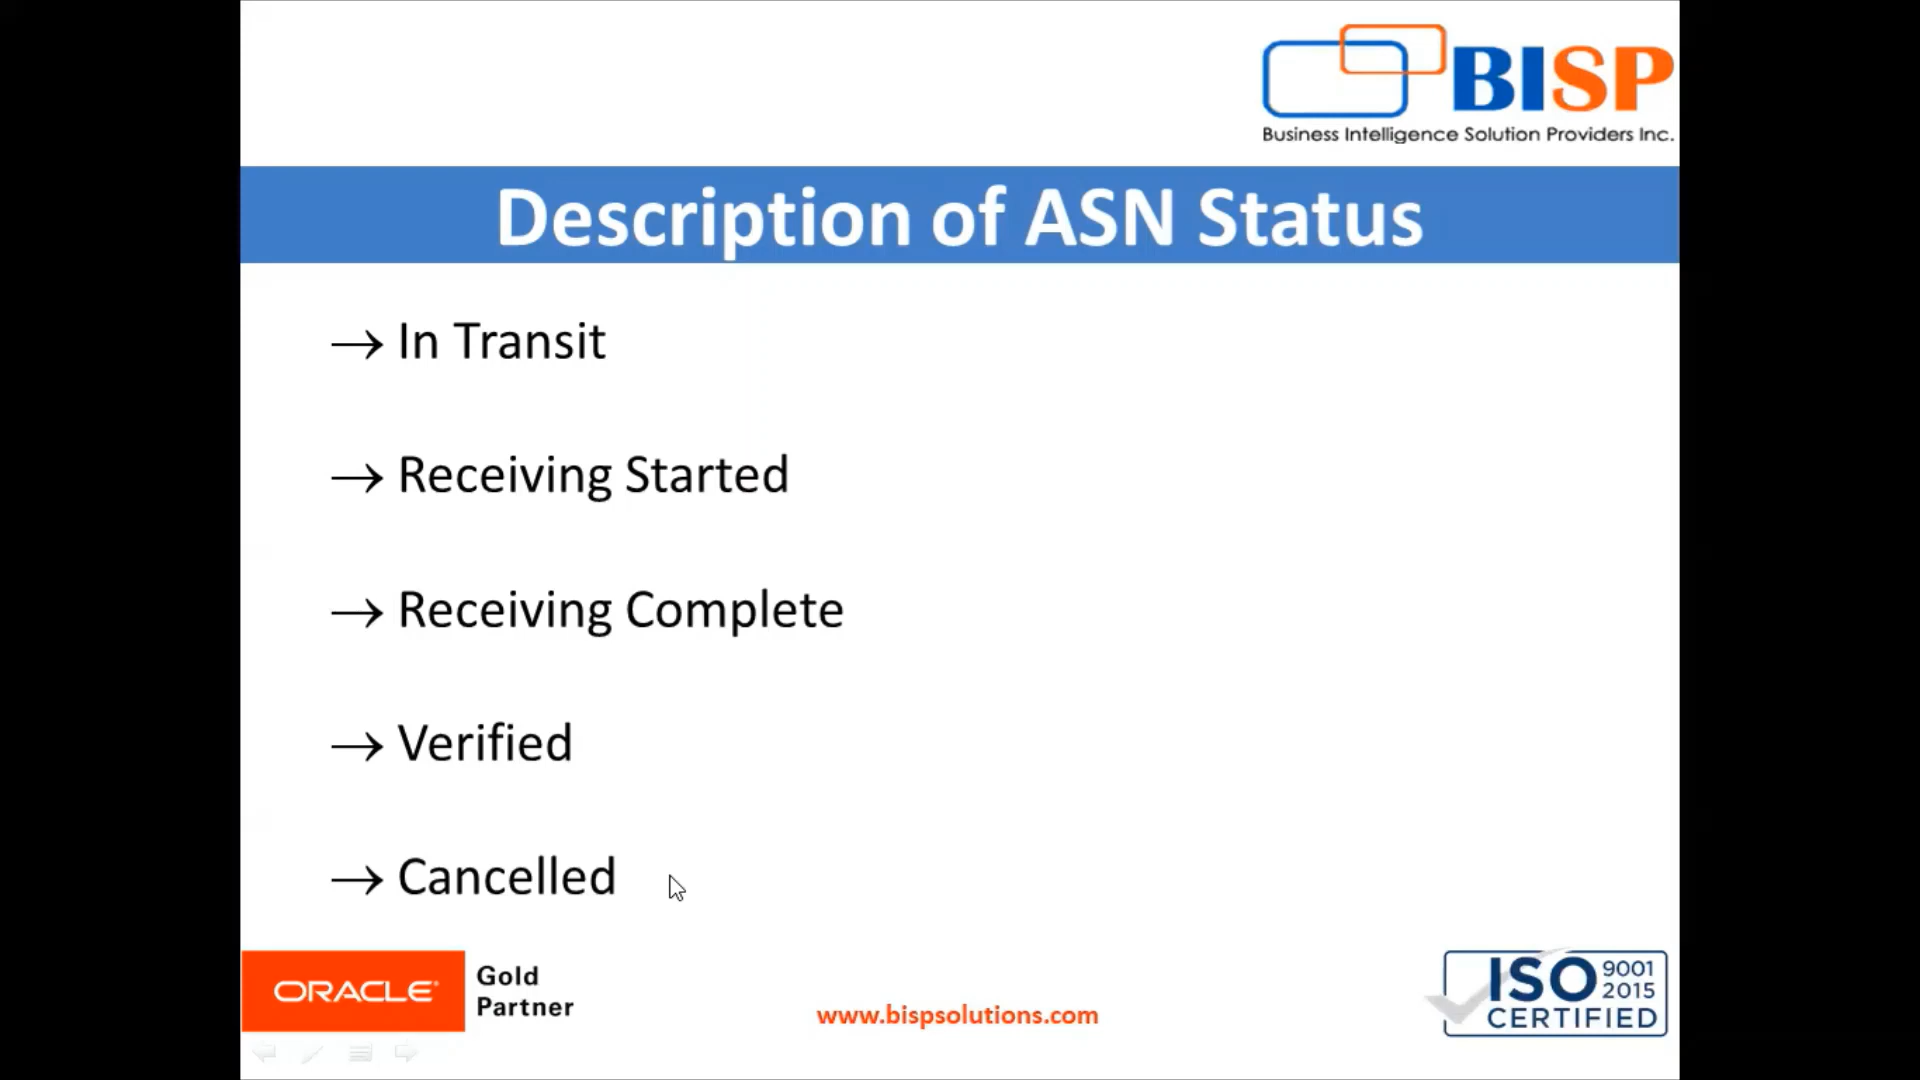 BISP
Business Intelligence Solution Providers Inc.
Description of ASN Status
→ In Transit
→ Receiving Started
→ Receiving Complete
→ Verified
→ Cancelled
ORACLE®
Gold
Partner
www.bispsolutions.com
ISO 9001
2015
CERTIFIED